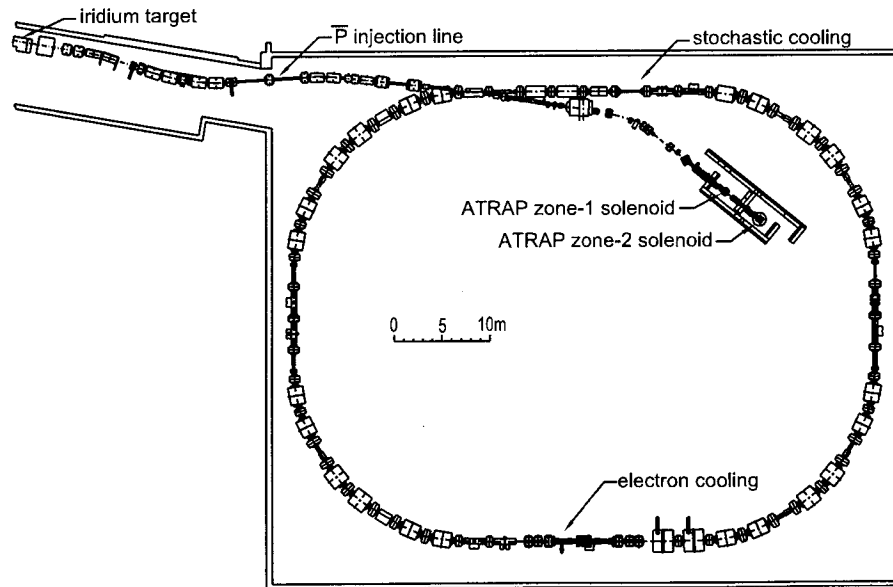 iridium target
P̅ injection line
stochastic cooling
ATRAP zone-1 solenoid
ATRAP zone-2 solenoid
0 5 10m
electron cooling